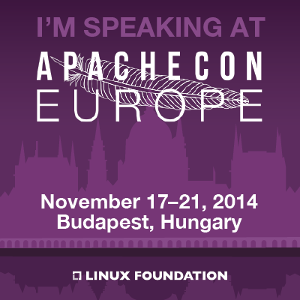 I'M SPEAKING AT
APACHECON
EUROPE
November 17–21, 2014
Budapest, Hungary
LINUX FOUNDATION